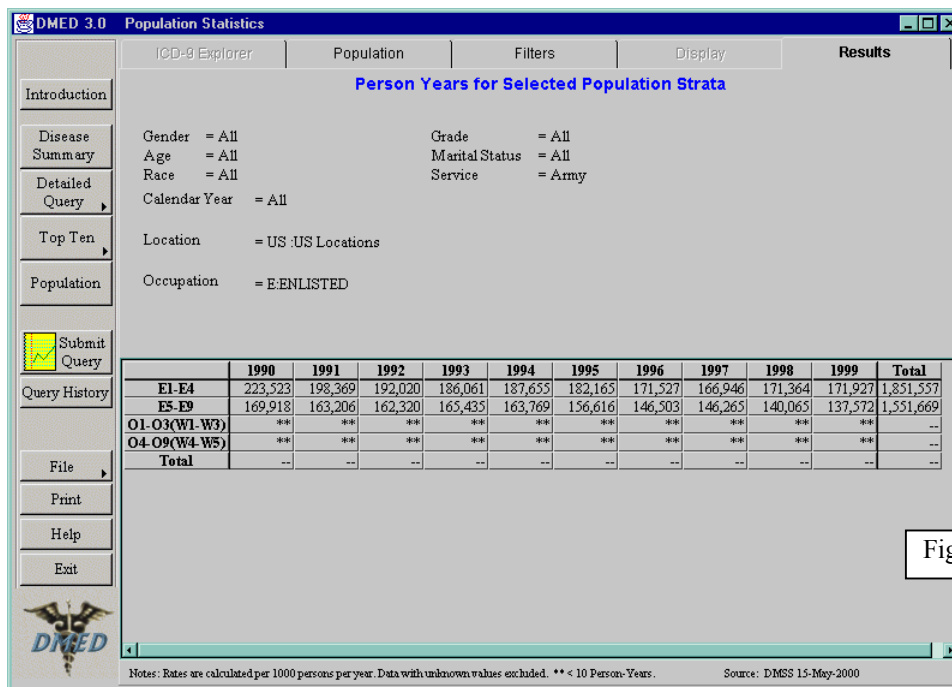 DMED 3.0 Population Statistics
ICD-9 Explorer Population Filters Display Results
Introduction
Disease
Summary
Detailed
Query
Top Ten
Population
Submit
Query
Query History
File
Print
Help
Exit
DMED
Person Years for Selected Population Strata
Gender = All Grade = All
Age = All Marital Status = All
Race = All Service = Army
Calendar Year = All
Location = US :US Locations
Occupation = E:ENLISTED
1990 1991 1992 1993 1994 1995 1996 1997 1998 1999 Total
E1-E4 223,523 198,369 192,020 186,061 187,655 182,165 171,527 166,946 171,364 171,927 1,851,557
E5-E9 169,918 163,206 162,320 165,435 163,769 156,616 146,503 146,265 140,065 137,572 1,551,669
O1-O3(W1-W3) ** ** ** ** ** ** ** ** ** ** --
O4-O9(W4-W5) ** ** ** ** ** ** ** ** ** ** --
Total -- -- -- -- -- -- -- -- -- -- --
Fig
Notes: Rates are calculated per 1000 persons per year. Data with unknown values excluded. ** < 10 Person-Years. Source: DMSS 15-May-2000